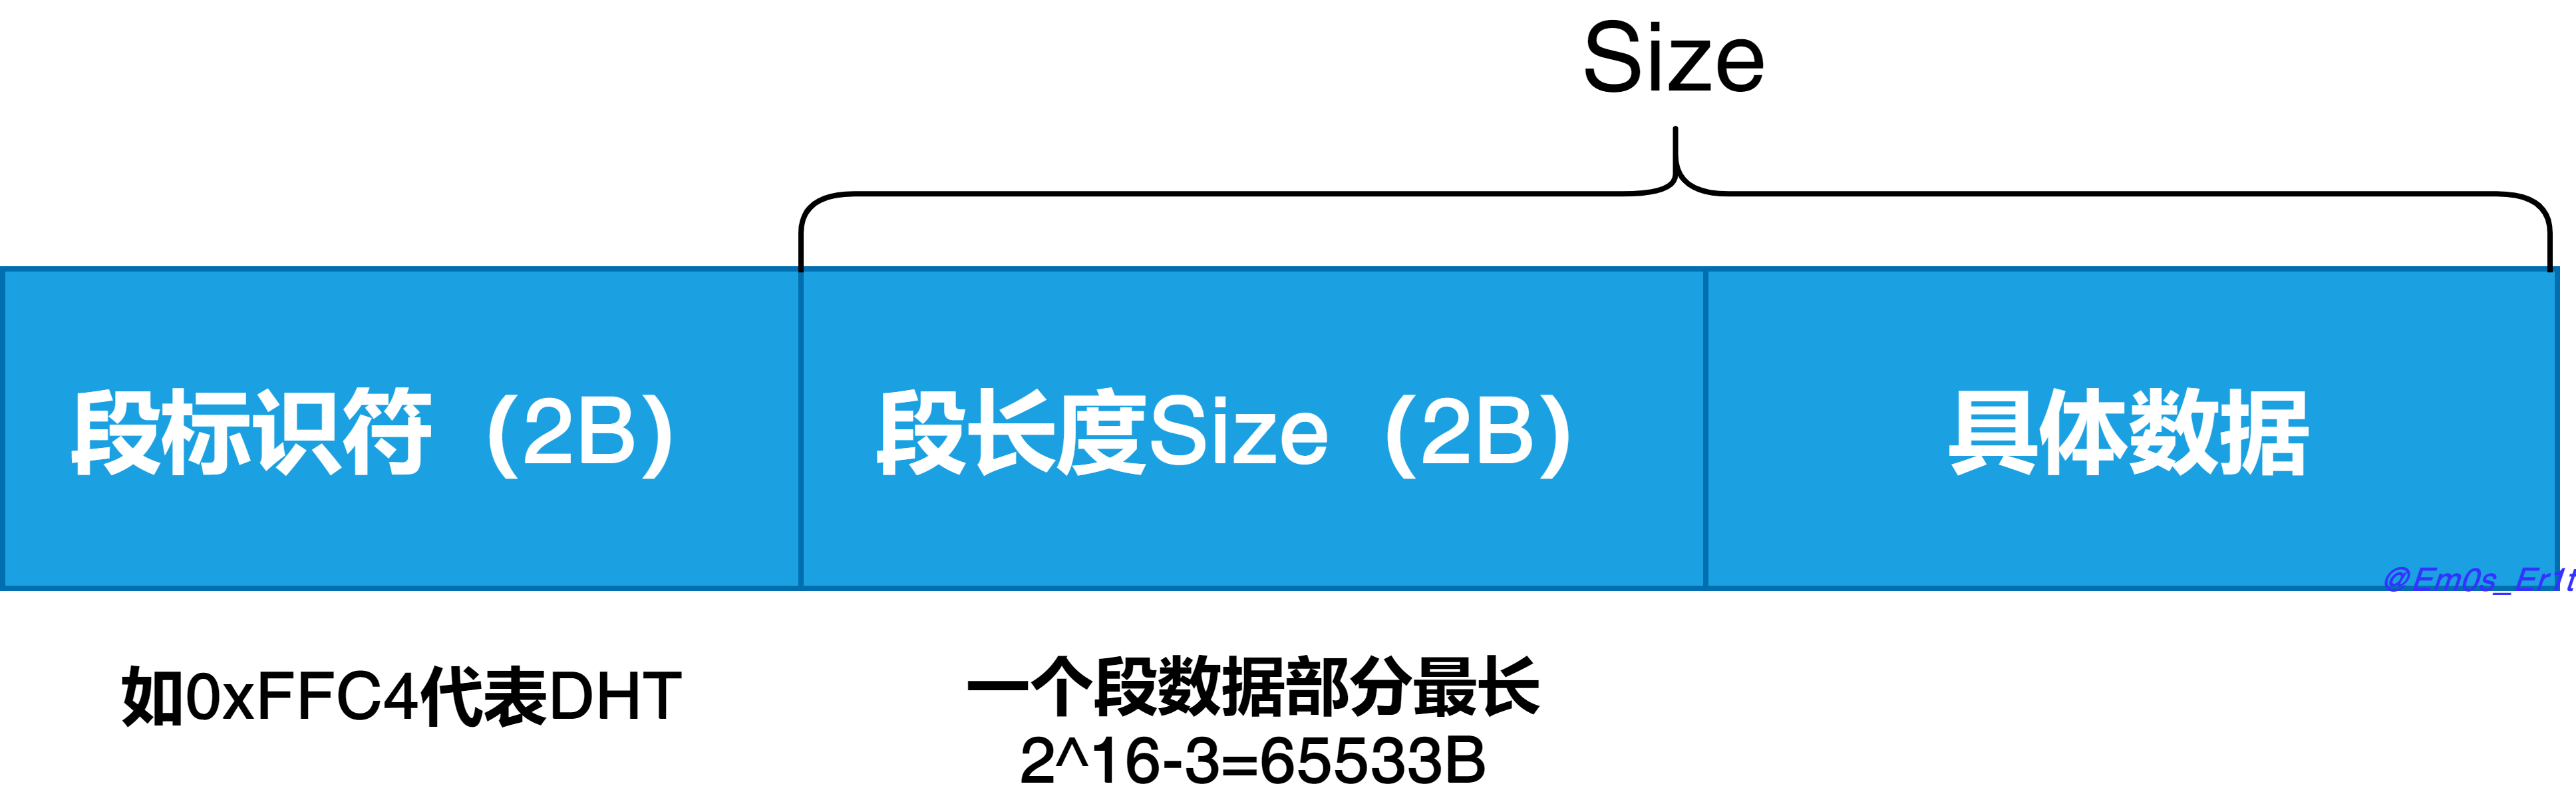 Size
段标识符（2B） 段长度Size（2B） 具体数据
@Em0s_Er1t
如0xFFC4代表DHT
一个段数据部分最长
2^16-3=65533B